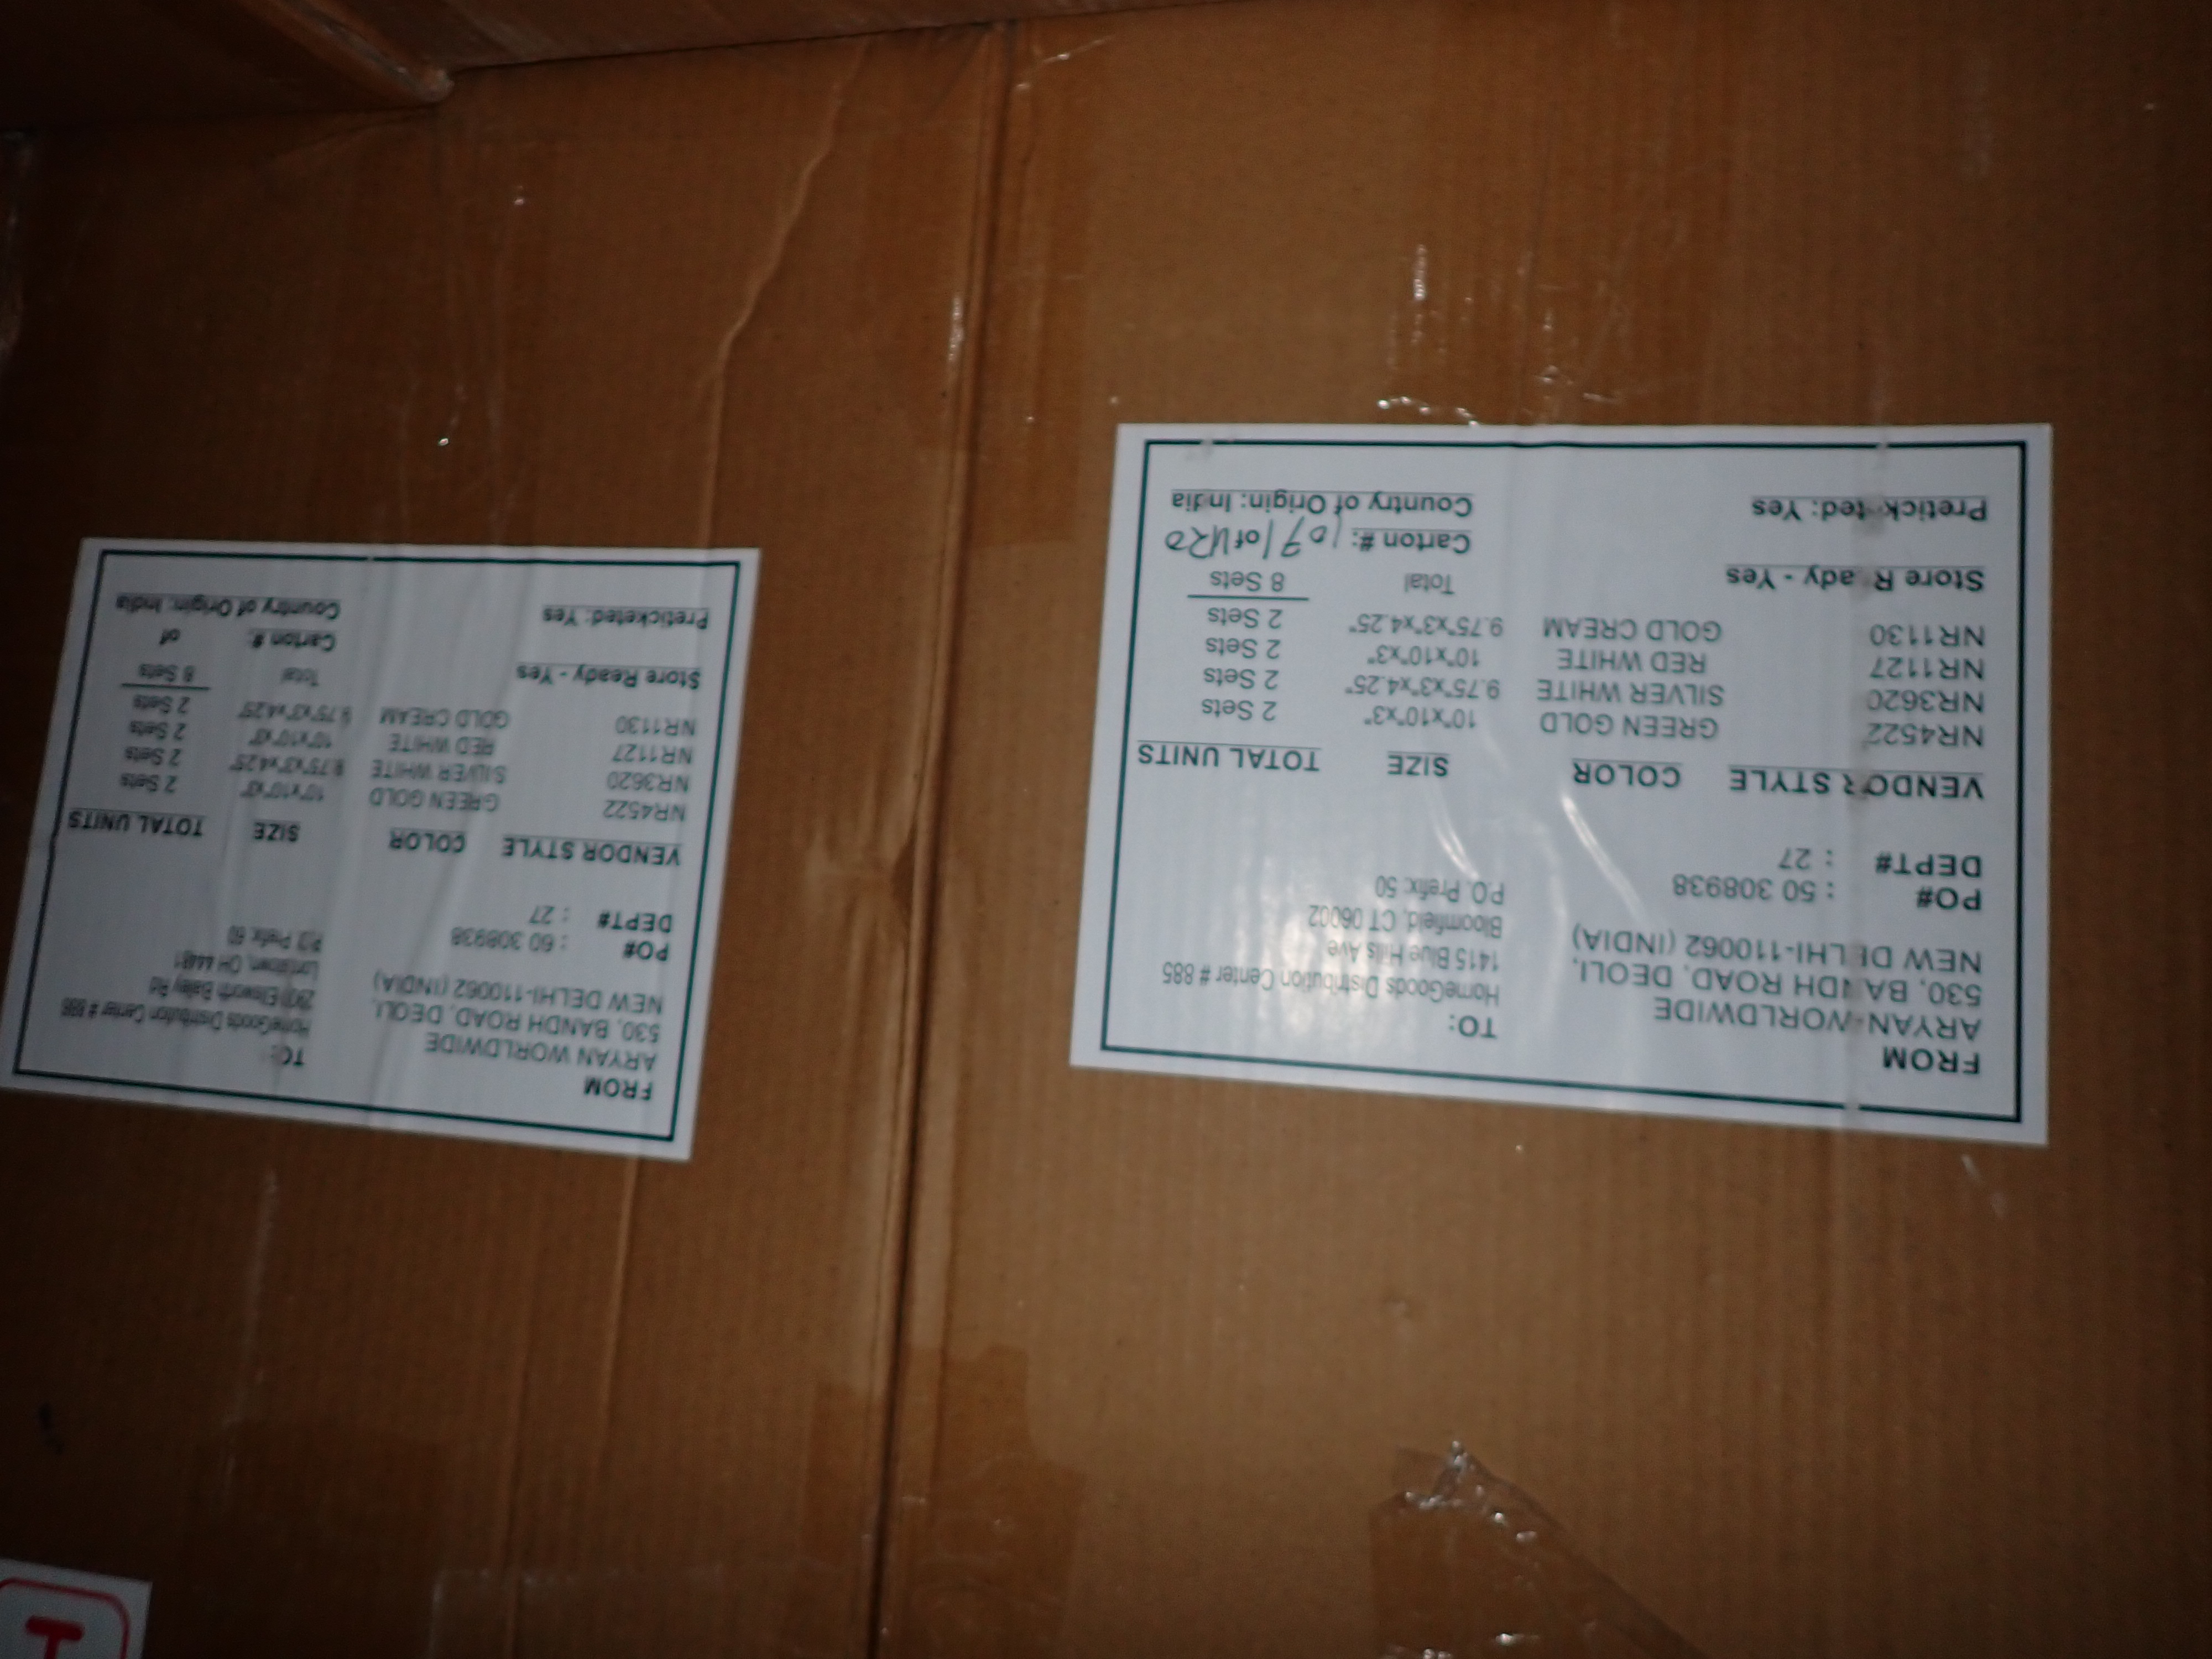 FROM
ARYAN WORLDWIDE
530, BANDH ROAD, DEOLI,
NEW DELHI-110062 (INDIA)
TO:
HomeGoods Distribution Center # 885
1415 Blue Hills Ave
Bloomfield, CT 06002
P.O. Prefix 50
PO# : 50 308938
DEPT# : 27
VENDOR STYLE COLOR SIZE TOTAL UNITS
NR4522 GREEN GOLD 10"x10"x3" 2 Sets
NR3620 SILVER WHITE 9.75"x3"x4.25" 2 Sets
NR1127 RED WHITE 10"x10"x3" 2 Sets
NR1130 GOLD CREAM 9.75"x3"x4.25" 2 Sets
Total 8 Sets
Store Ready - Yes
Carton #: 109 of
Preticketed: Yes
Country of Origin: India
FROM
ARYAN WORLDWIDE
530, BANDH ROAD, DEOLI,
NEW DELHI-110062 (INDIA)
TO:
HomeGoods Distribution Center #
Ellsworth Bailey Rd
Lordstown, OH 44481
P.O. Prefix 60
PO# : 60 308938
DEPT# : 27
VENDOR STYLE COLOR SIZE TOTAL UNITS
NR4522 GREEN GOLD 10"x10"x3" 2 Sets
NR3620 SILVER WHITE 9.75"x3"x4.25" 2 Sets
NR1127 RED WHITE 10"x10"x3" 2 Sets
NR1130 GOLD CREAM 9.75"x3"x4.25" 2 Sets
Total 8 Sets
Store Ready - Yes
Carton #: of
Preticketed: Yes
Country of Origin: India